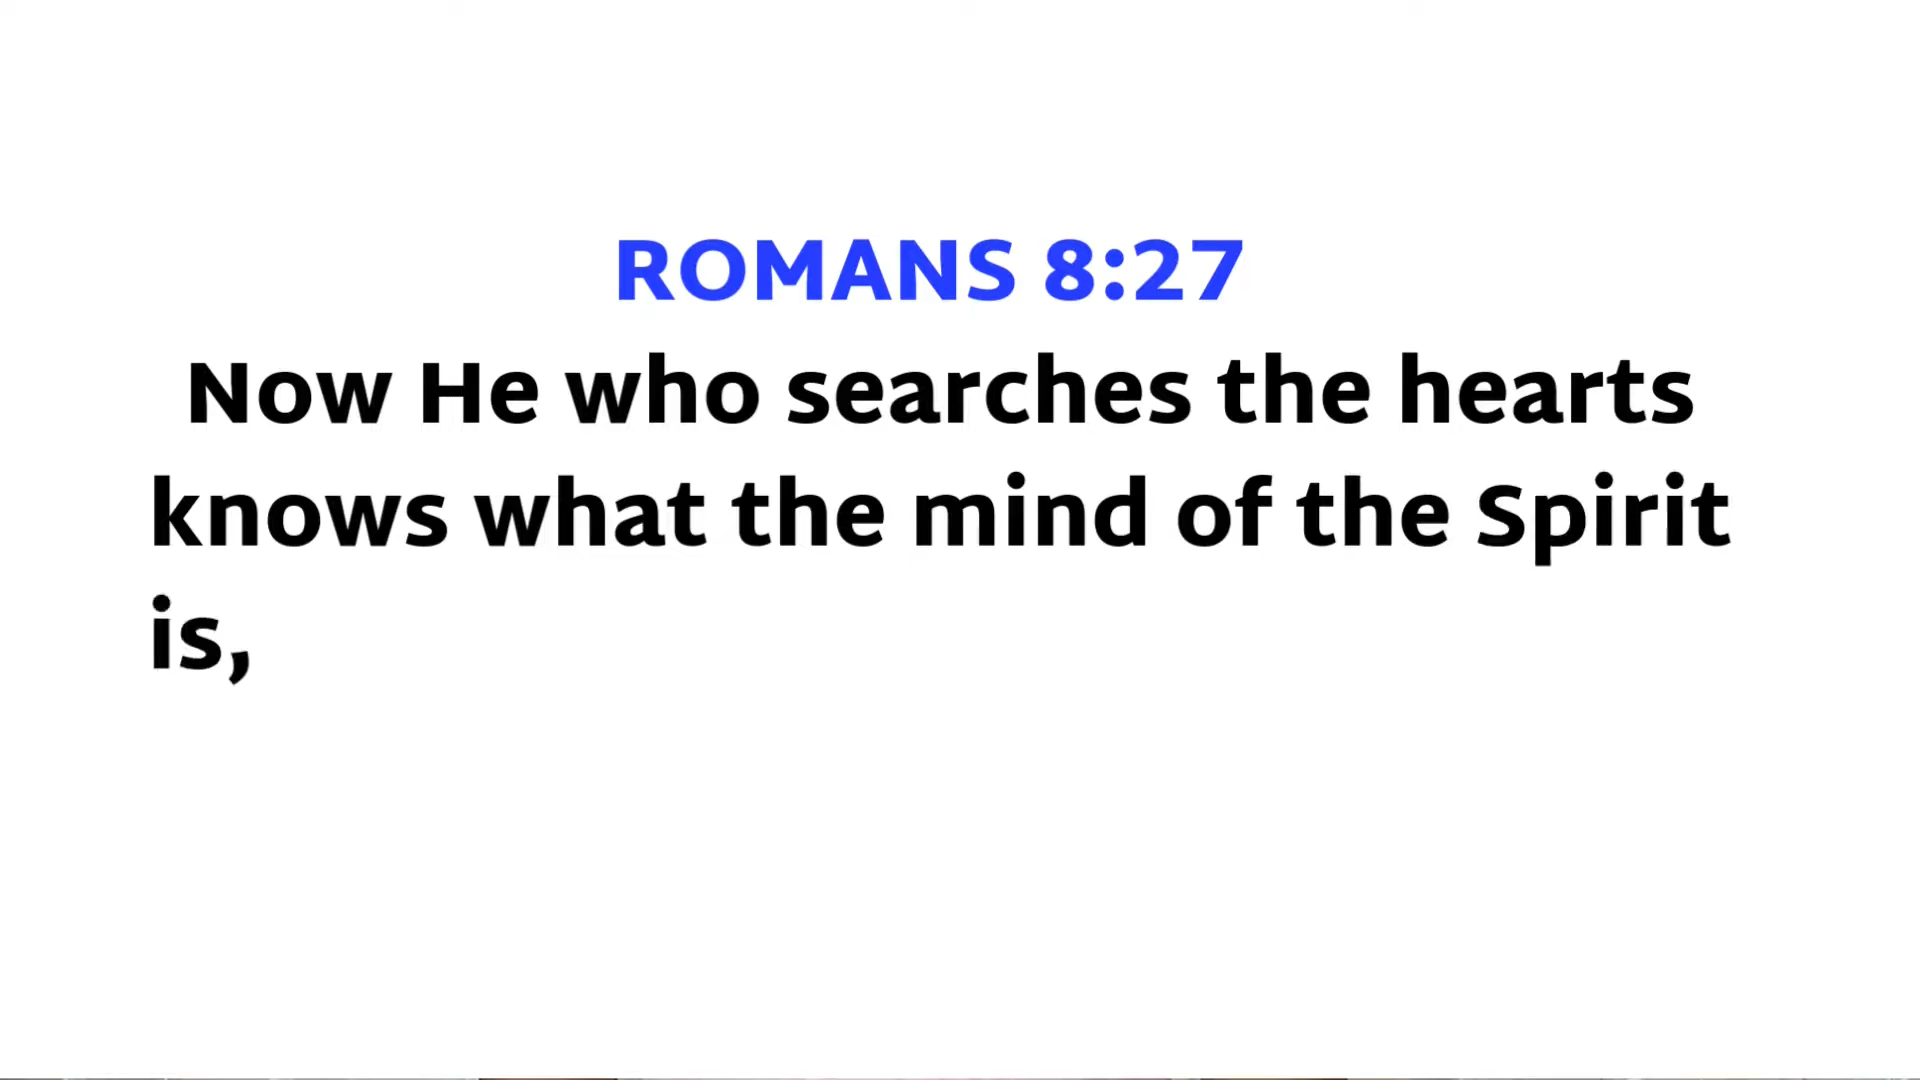 ROMANS 8:27
Now He who searches the hearts
knows what the mind of the Spirit
is,